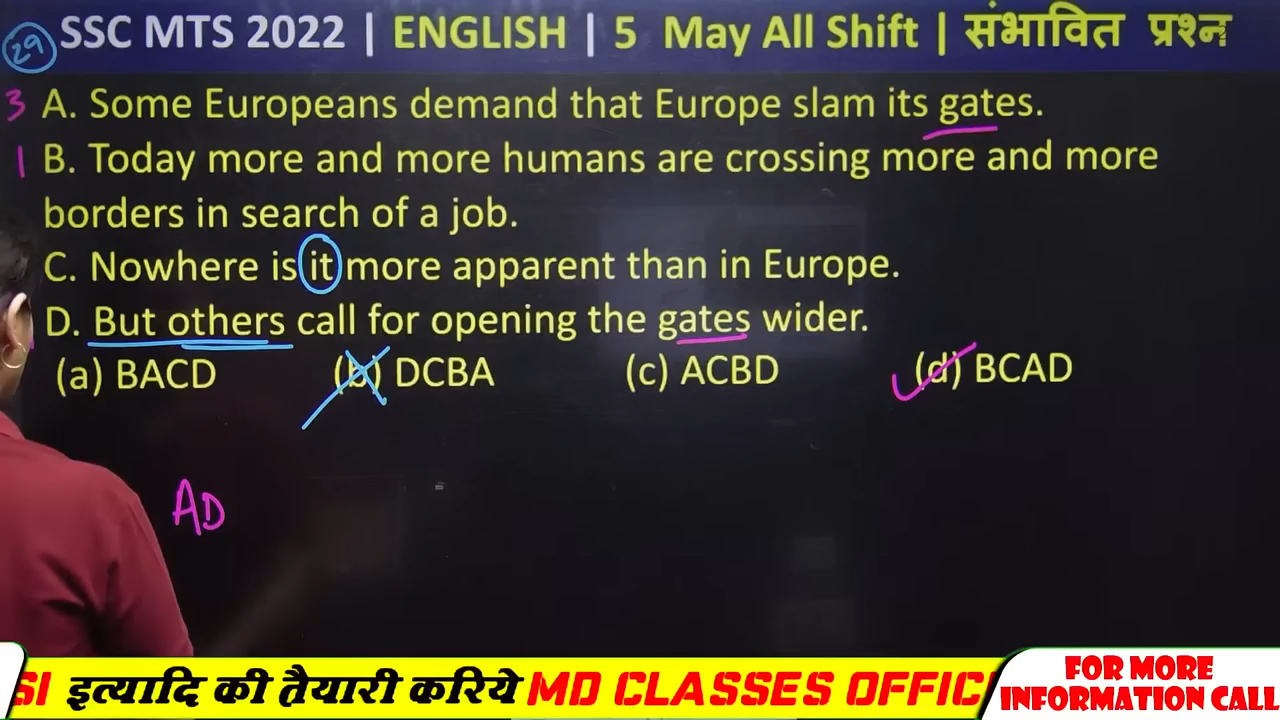 29 SSC MTS 2022 | ENGLISH | 5 May All Shift | संभावित प्रश्न
3 A. Some Europeans demand that Europe slam its gates.
1 B. Today more and more humans are crossing more and more
borders in search of a job.
C. Nowhere is it more apparent than in Europe.
D. But others call for opening the gates wider.
(a) BACD (b) DCBA (c) ACBD (d) BCAD
AD
SI इत्यादि की तैयारी करिये MD CLASSES OFFIC
FOR MORE
INFORMATION CALL